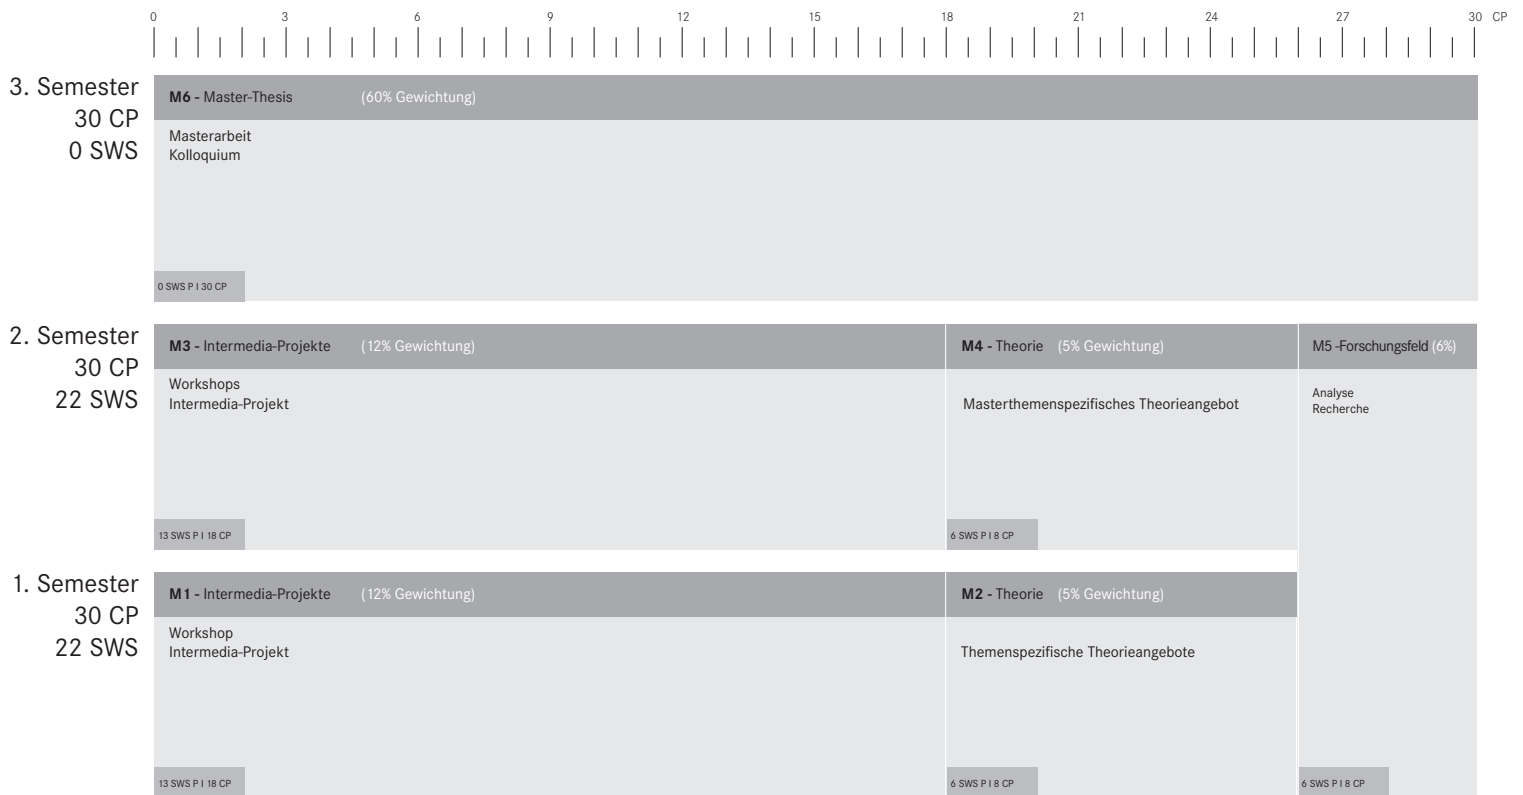 0 3 6 9 12 15 18 21 24 27 30 CP
3. Semester
30 CP
0 SWS
M6 - Master-Thesis (60% Gewichtung)
Masterarbeit
Kolloquium
0 SWS P I 30 CP
2. Semester
30 CP
22 SWS
M3 - Intermedia-Projekte (12% Gewichtung)
Workshops
Intermedia-Projekt
13 SWS P I 18 CP
M4 - Theorie (5% Gewichtung)
Masterthemenspezifisches Theorieangebot
6 SWS P I 8 CP
M5 -Forschungsfeld (6%)
Analyse
Recherche
6 SWS P I 8 CP
1. Semester
30 CP
22 SWS
M1 - Intermedia-Projekte (12% Gewichtung)
Workshop
Intermedia-Projekt
13 SWS P I 18 CP
M2 - Theorie (5% Gewichtung)
Themenspezifische Theorieangebote
6 SWS P I 8 CP